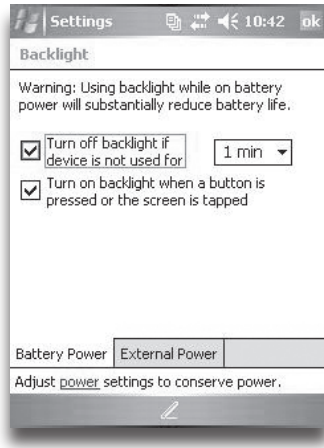 Settings 10:42 ok
Backlight
Warning: Using backlight while on battery
power will substantially reduce battery life.
Turn off backlight if
device is not used for 1 min
Turn on backlight when a button is
pressed or the screen is tapped
Battery Power External Power
Adjust power settings to conserve power.